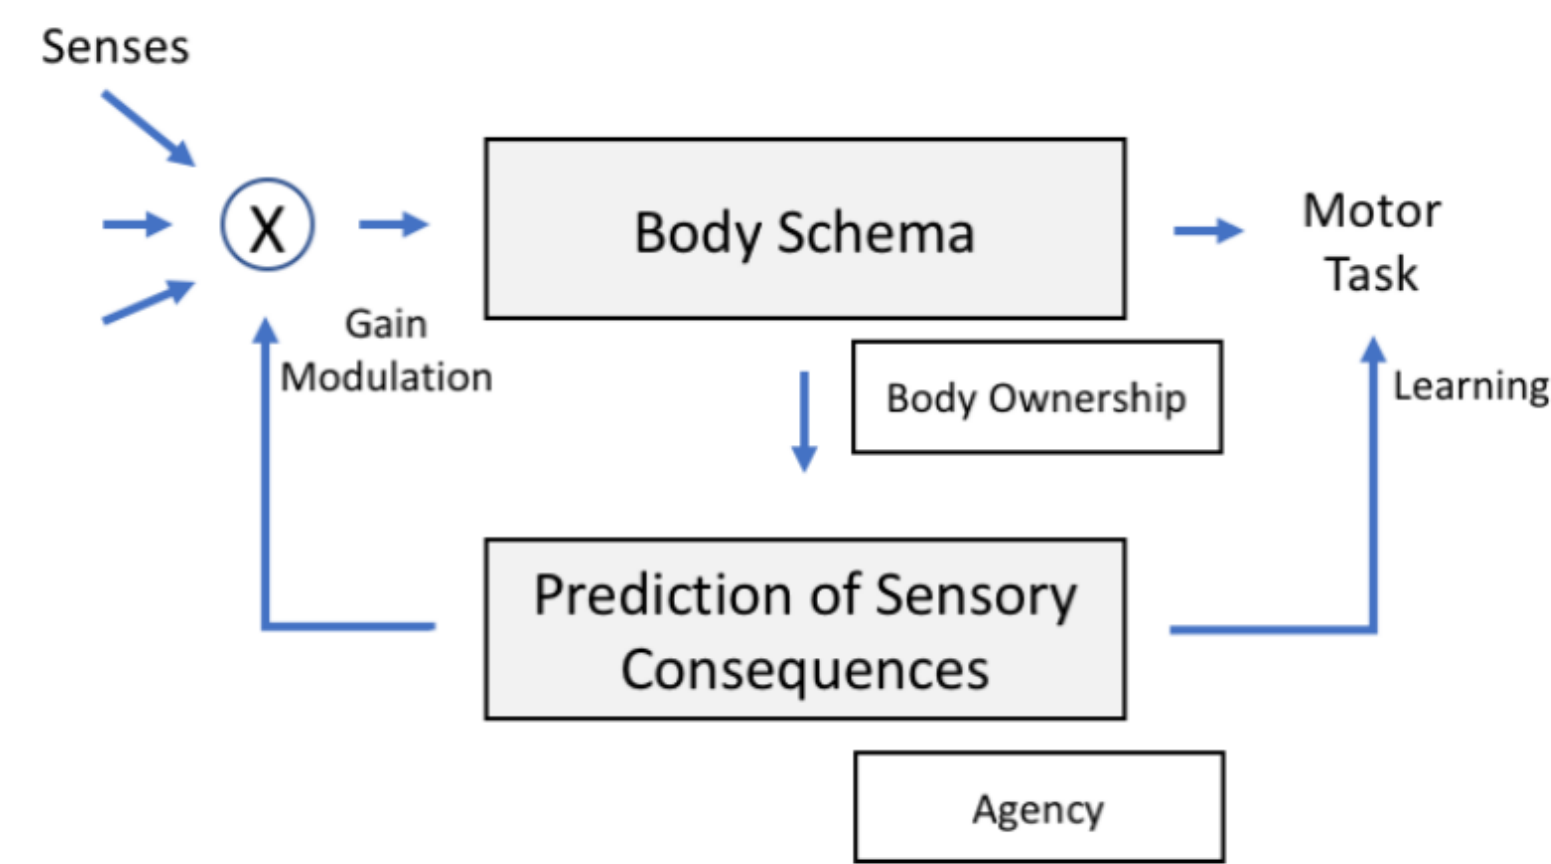 Senses
X
Body Schema
Motor
Task
Gain
Modulation
Body Ownership
Learning
Prediction of Sensory
Consequences
Agency